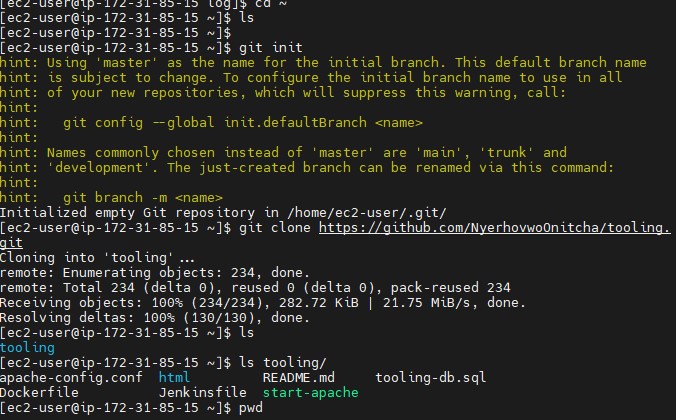 [ec2-user@ip-172-31-85-15 log]$ cd ~
[ec2-user@ip-172-31-85-15 ~]$ ls
[ec2-user@ip-172-31-85-15 ~]$
[ec2-user@ip-172-31-85-15 ~]$ git init
hint: Using 'master' as the name for the initial branch. This default branch name
hint: is subject to change. To configure the initial branch name to use in all
hint: of your new repositories, which will suppress this warning, call:
hint:
hint:   git config --global init.defaultBranch <name>
hint:
hint: Names commonly chosen instead of 'master' are 'main', 'trunk' and
hint: 'development'. The just-created branch can be renamed via this command:
hint:
hint:   git branch -m <name>
Initialized empty Git repository in /home/ec2-user/.git/
[ec2-user@ip-172-31-85-15 ~]$ git clone https://github.com/NyerhovwoOnitcha/tooling.
git
Cloning into 'tooling'...
remote: Enumerating objects: 234, done.
remote: Total 234 (delta 0), reused 0 (delta 0), pack-reused 234
Receiving objects: 100% (234/234), 282.72 KiB | 21.75 MiB/s, done.
Resolving deltas: 100% (130/130), done.
[ec2-user@ip-172-31-85-15 ~]$ ls
tooling
[ec2-user@ip-172-31-85-15 ~]$ ls tooling/
apache-config.conf  html         README.md     tooling-db.sql
Dockerfile          Jenkinsfile  start-apache
[ec2-user@ip-172-31-85-15 ~]$ pwd